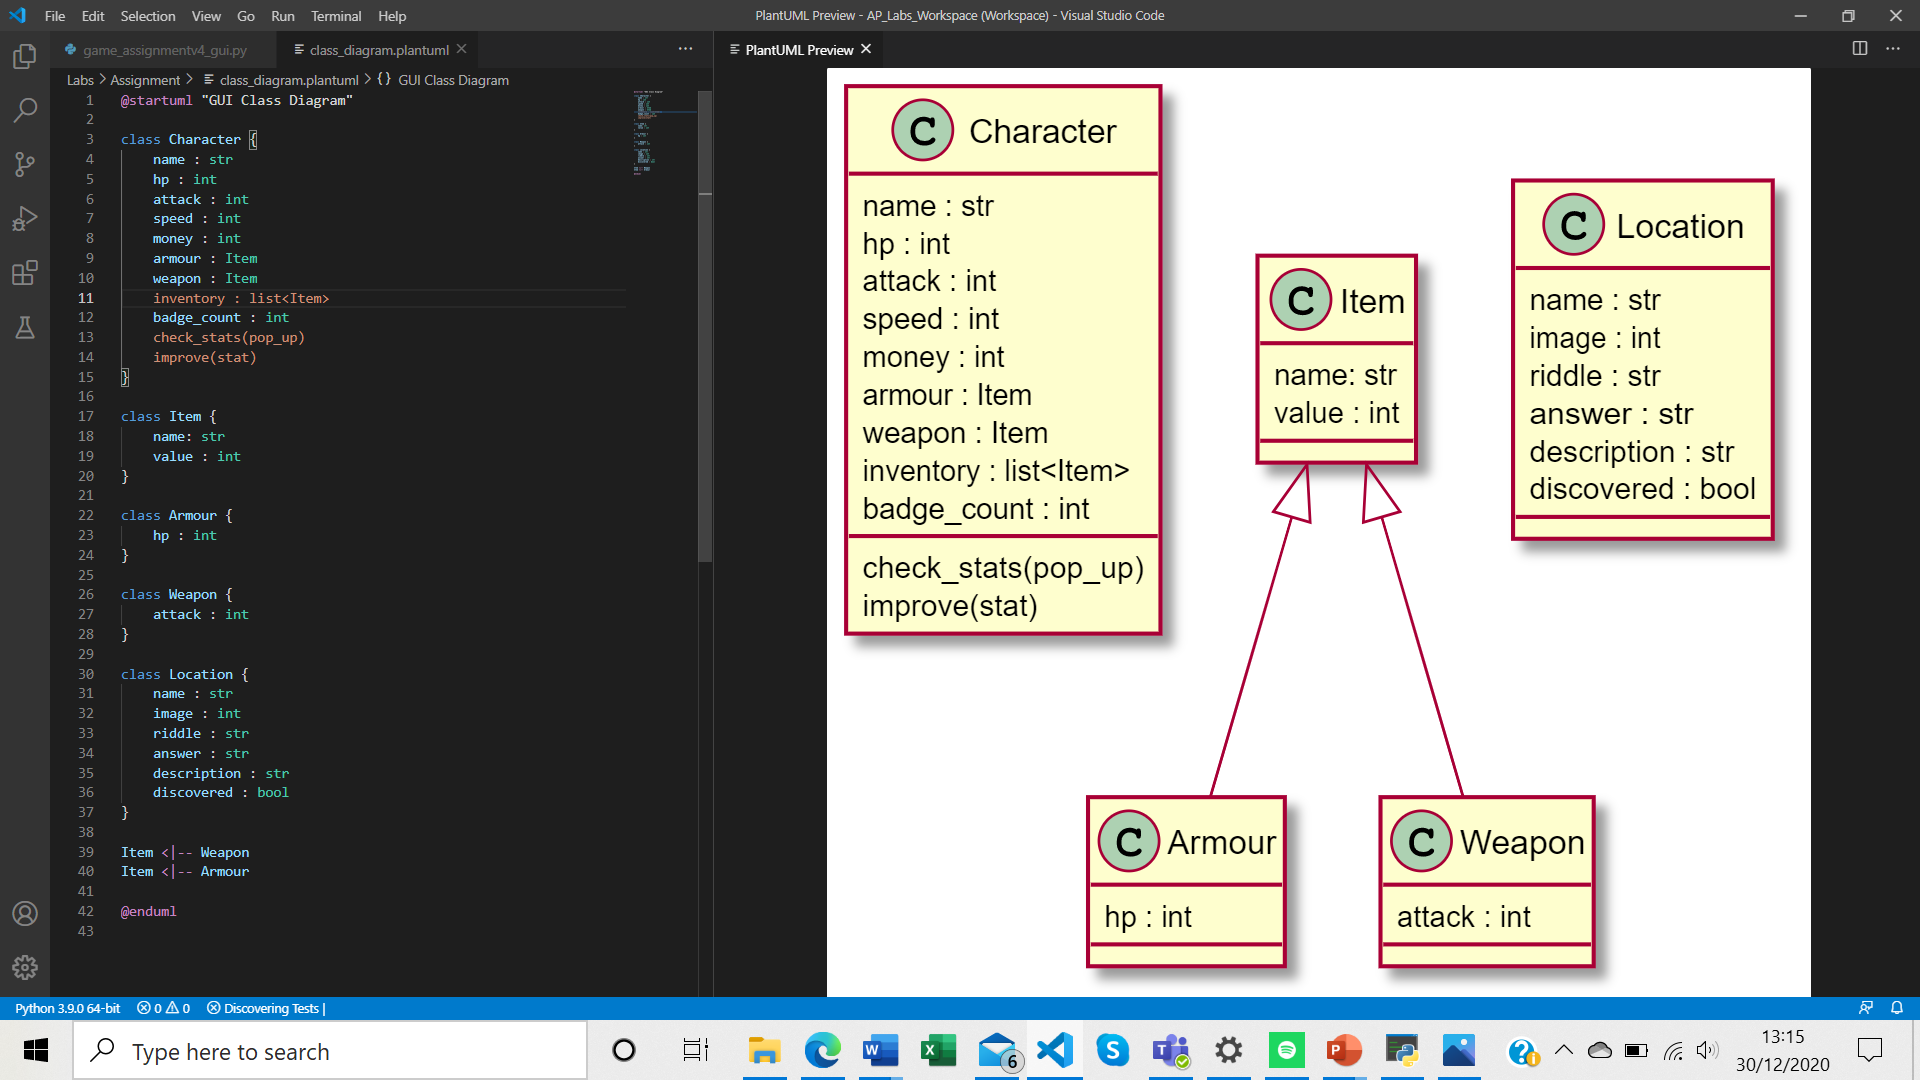 File Edit Selection View Go Run Terminal Help
PlantUML Preview - AP_Labs_Workspace (Workspace) - Visual Studio Code
game_assignmentv4_gui.py
class_diagram.plantuml
PlantUML Preview
Labs > Assignment > class_diagram.plantuml > {} GUI Class Diagram
1 @startuml "GUI Class Diagram"
2
3 class Character {
4 name : str
5 hp : int
6 attack : int
7 speed : int
8 money : int
9 armour : Item
10 weapon : Item
11 inventory : list<Item>
12 badge_count : int
13 check_stats(pop_up)
14 improve(stat)
15 }
16
17 class Item {
18 name: str
19 value : int
20 }
21
22 class Armour {
23 hp : int
24 }
25
26 class Weapon {
27 attack : int
28 }
29
30 class Location {
31 name : str
32 image : int
33 riddle : str
34 answer : str
35 description : str
36 discovered : bool
37 }
38
39 Item <|-- Weapon
40 Item <|-- Armour
41
42 @enduml
43
C Character
name : str
hp : int
attack : int
speed : int
money : int
armour : Item
weapon : Item
inventory : list<Item>
badge_count : int
check_stats(pop_up)
improve(stat)
C Item
name: str
value : int
C Location
name : str
image : int
riddle : str
answer : str
description : str
discovered : bool
C Armour
hp : int
C Weapon
attack : int
Python 3.9.0 64-bit 0 0 Discovering Tests |
Type here to search
6
13:15
30/12/2020